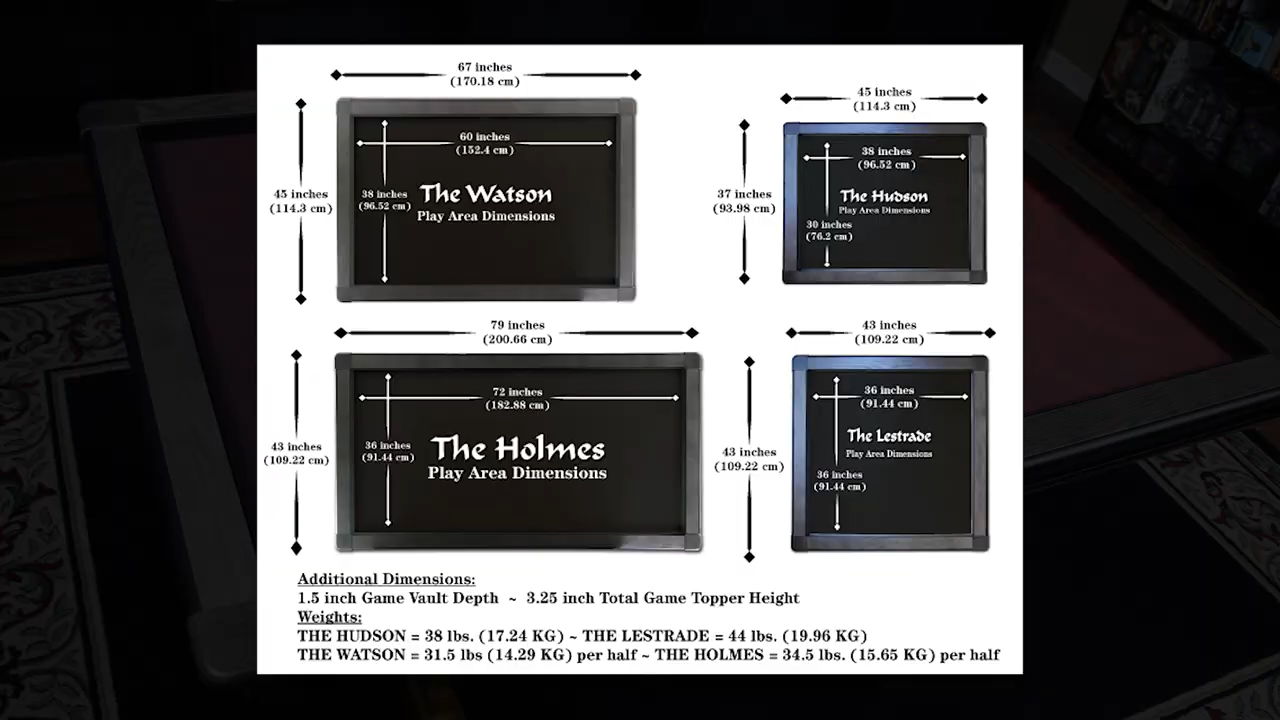 67 inches
(170.18 cm)
45 inches
(114.3 cm)
60 inches
(152.4 cm)
38 inches
(96.52 cm)
The Watson
Play Area Dimensions
45 inches
(114.3 cm)
37 inches
(93.98 cm)
38 inches
(96.52 cm)
The Hudson
Play Area Dimensions
30 inches
(76.2 cm)
79 inches
(200.66 cm)
43 inches
(109.22 cm)
72 inches
(182.88 cm)
36 inches
(91.44 cm)
The Holmes
Play Area Dimensions
43 inches
(109.22 cm)
43 inches
(109.22 cm)
36 inches
(91.44 cm)
The Lestrade
Play Area Dimensions
36 inches
(91.44 cm)
Additional Dimensions:
1.5 inch Game Vault Depth ~ 3.25 inch Total Game Topper Height
Weights:
THE HUDSON = 38 lbs. (17.24 KG) ~ THE LESTRADE = 44 lbs. (19.96 KG)
THE WATSON = 31.5 lbs (14.29 KG) per half ~ THE HOLMES = 34.5 lbs. (15.65 KG) per half